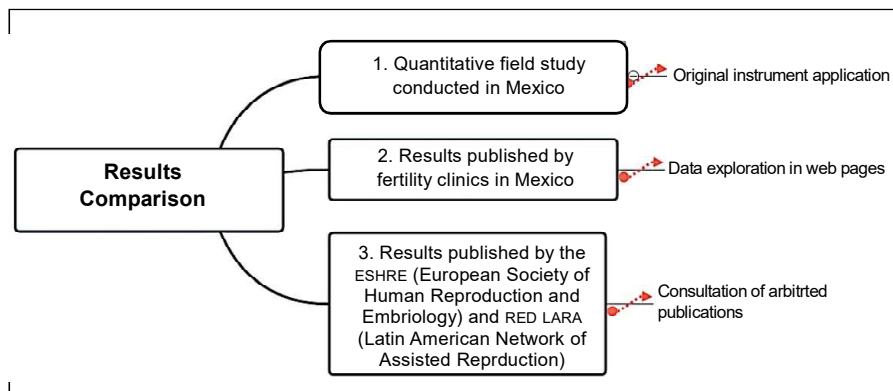 1. Quantitative field study
conducted in Mexico
Original instrument application
Results
Comparison
2. Results published by
fertility clinics in Mexico
Data exploration in web pages
3. Results published by the
ESHRE (European Society of
Human Reproduction and
Embriology) and RED LARA
(Latin American Network of
Assisted Reprduction)
Consultation of arbitrted
publications